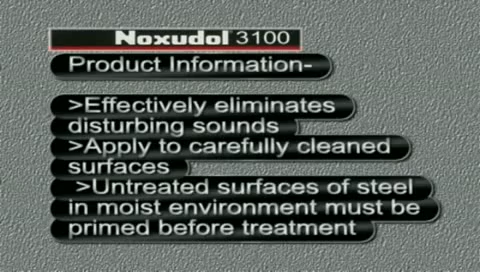 Noxudol 3100
Product Information-
>Effectively eliminates
disturbing sounds
>Apply to carefully cleaned
surfaces
>Untreated surfaces of steel
in moist environment must be
primed before treatment